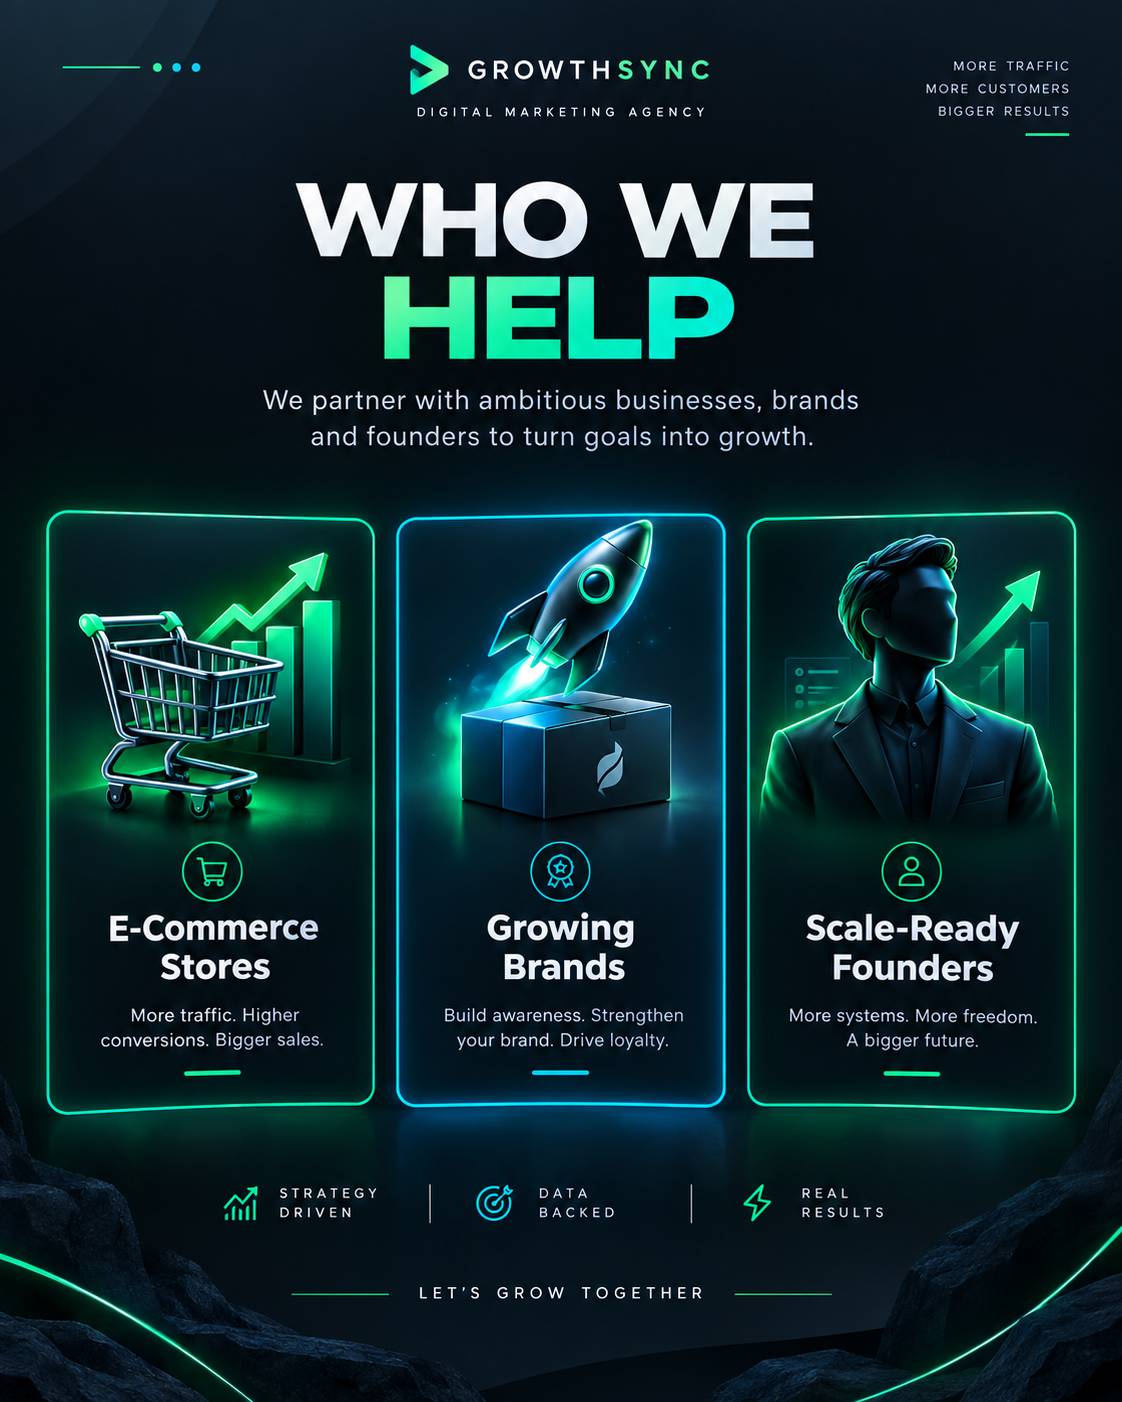 GROWTHSYNC
DIGITAL MARKETING AGENCY
MORE TRAFFIC
MORE CUSTOMERS
BIGGER RESULTS
WHO WE
HELP
We partner with ambitious businesses, brands
and founders to turn goals into growth.
E-Commerce
Stores
More traffic. Higher
conversions. Bigger sales.
Growing
Brands
Build awareness. Strengthen
your brand. Drive loyalty.
Scale-Ready
Founders
More systems. More freedom.
A bigger future.
STRATEGY
DRIVEN
DATA
BACKED
REAL
RESULTS
LET'S GROW TOGETHER